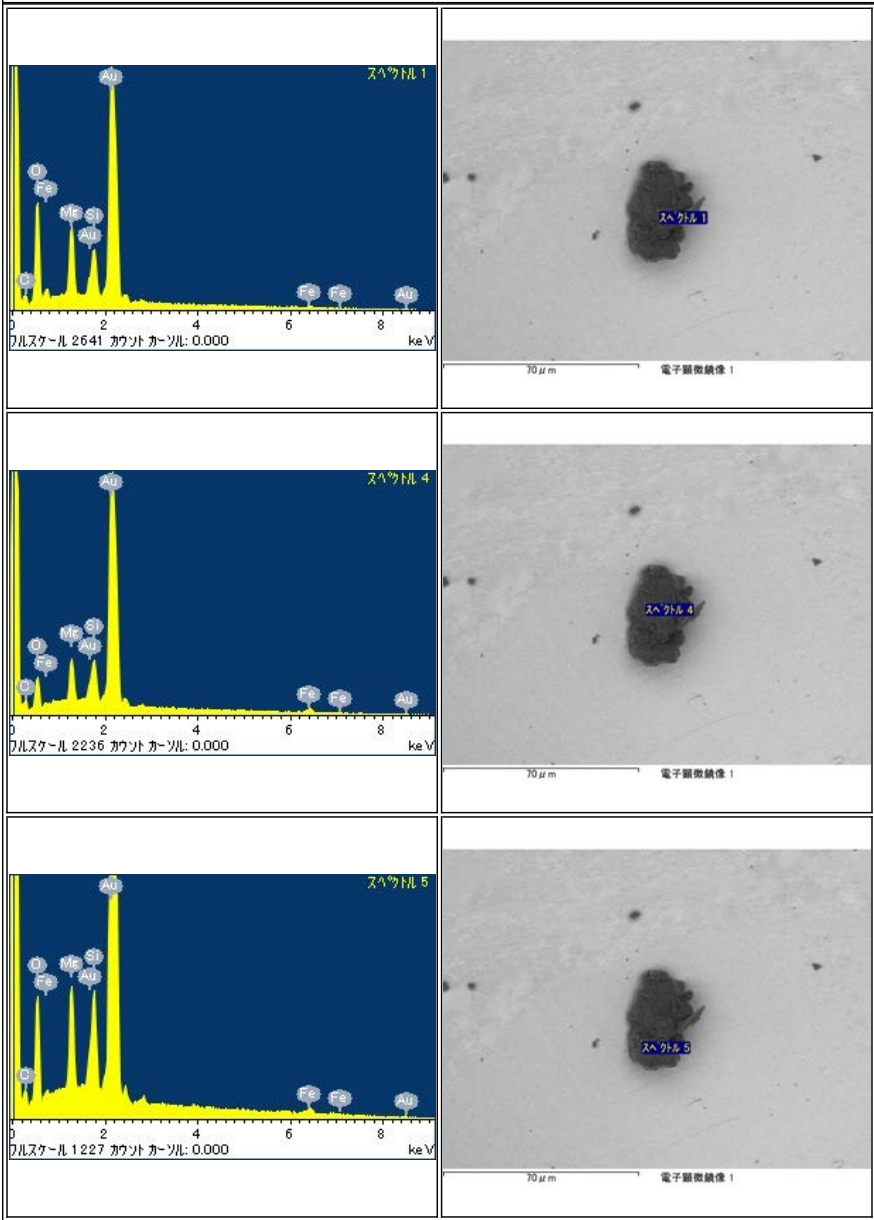 スペクトル 1
Au
O
Fe
Mg
Si
Au
C
Fe
Fe
Au
0 2 4 6 8
フルスケール 2641 カウント カーソル: 0.000 keV
スペクトル 1
70μm 電子顕微鏡像 1
スペクトル 4
Au
O
Fe
Mg
Si
Au
C
Fe
Fe
Au
0 2 4 6 8
フルスケール 2236 カウント カーソル: 0.000 keV
スペクトル 4
70μm 電子顕微鏡像 1
スペクトル 5
Au
O
Fe
Mg
Si
Au
C
Fe
Fe
Au
0 2 4 6 8
フルスケール 1227 カウント カーソル: 0.000 keV
スペクトル 5
70μm 電子顕微鏡像 1